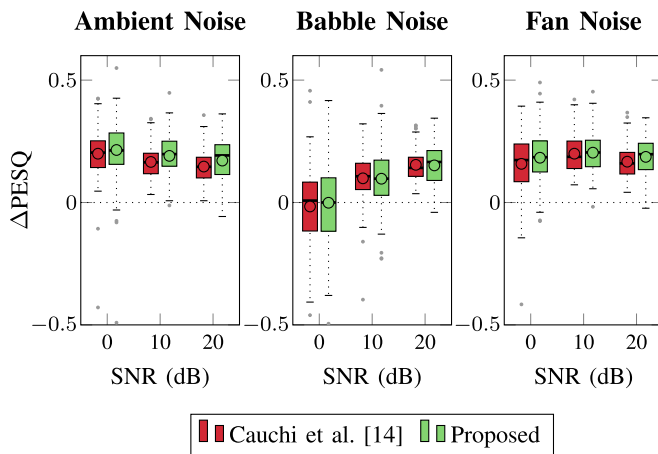 Ambient Noise Babble Noise Fan Noise
0.5 0.5 0.5
0 0 0
−0.5 −0.5 −0.5
ΔPESQ
0 10 20 0 10 20 0 10 20
SNR (dB) SNR (dB) SNR (dB)
Cauchi et al. [14] Proposed